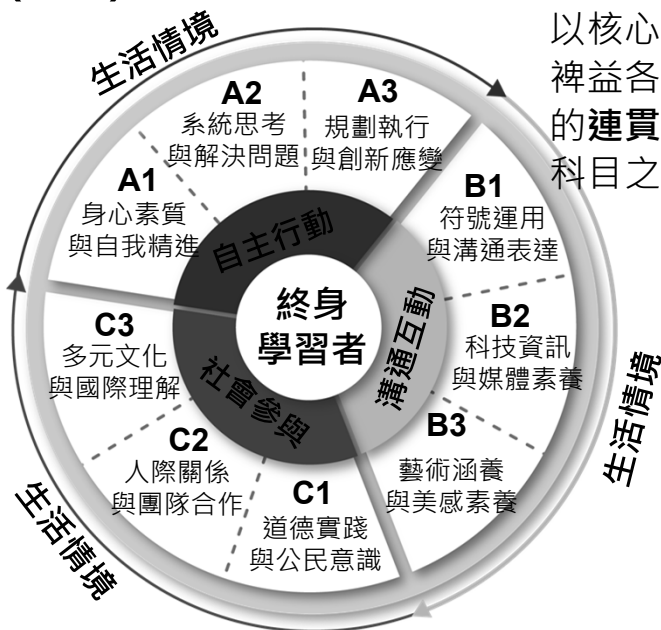 以核心
裨益各
的連貫
科目之
生活情境
A1
身心素質
與自我精進
A2
系統思考
與解決問題
A3
規劃執行
與創新應變
自主行動
B1
符號運用
與溝通表達
B2
科技資訊
與媒體素養
B3
藝術涵養
與美感素養
溝通互動
生活情境
C1
道德實踐
與公民意識
C2
人際關係
與團隊合作
C3
多元文化
與國際理解
社會參與
生活情境
終身
學習者